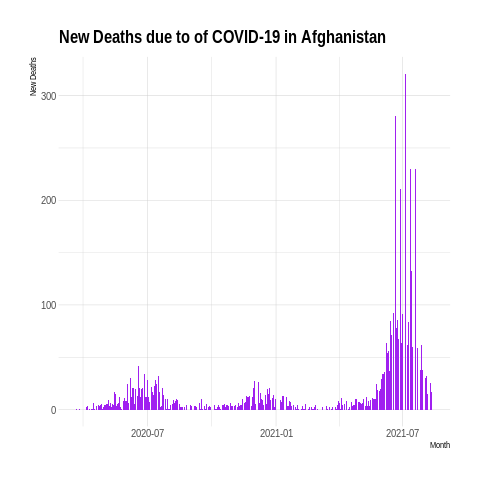 New Deaths due to of COVID-19 in Afghanistan
New Deaths
300
200
100
0
2020-07
2021-01
2021-07
Month